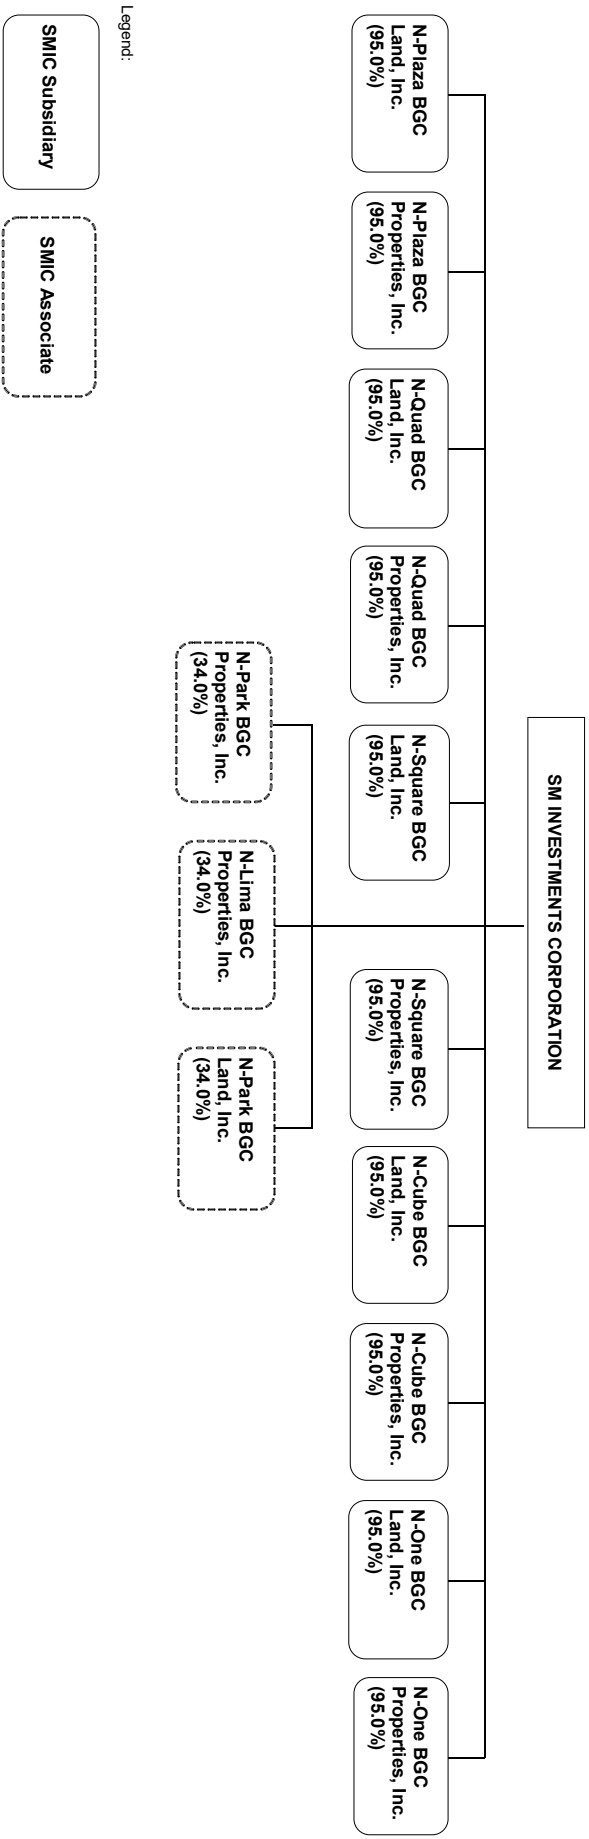 SM INVESTMENTS CORPORATION
N-Plaza BGC
Land, Inc.
(95.0%)
N-Plaza BGC
Properties, Inc.
(95.0%)
N-Quad BGC
Land, Inc.
(95.0%)
N-Quad BGC
Properties, Inc.
(95.0%)
N-Square BGC
Land, Inc.
(95.0%)
N-Square BGC
Properties, Inc.
(95.0%)
N-Cube BGC
Land, Inc.
(95.0%)
N-Cube BGC
Properties, Inc.
(95.0%)
N-One BGC
Land, Inc.
(95.0%)
N-One BGC
Properties, Inc.
(95.0%)
N-Park BGC
Properties, Inc.
(34.0%)
N-Lima BGC
Properties, Inc.
(34.0%)
N-Park BGC
Land, Inc.
(34.0%)
Legend:
SMIC Subsidiary
SMIC Associate